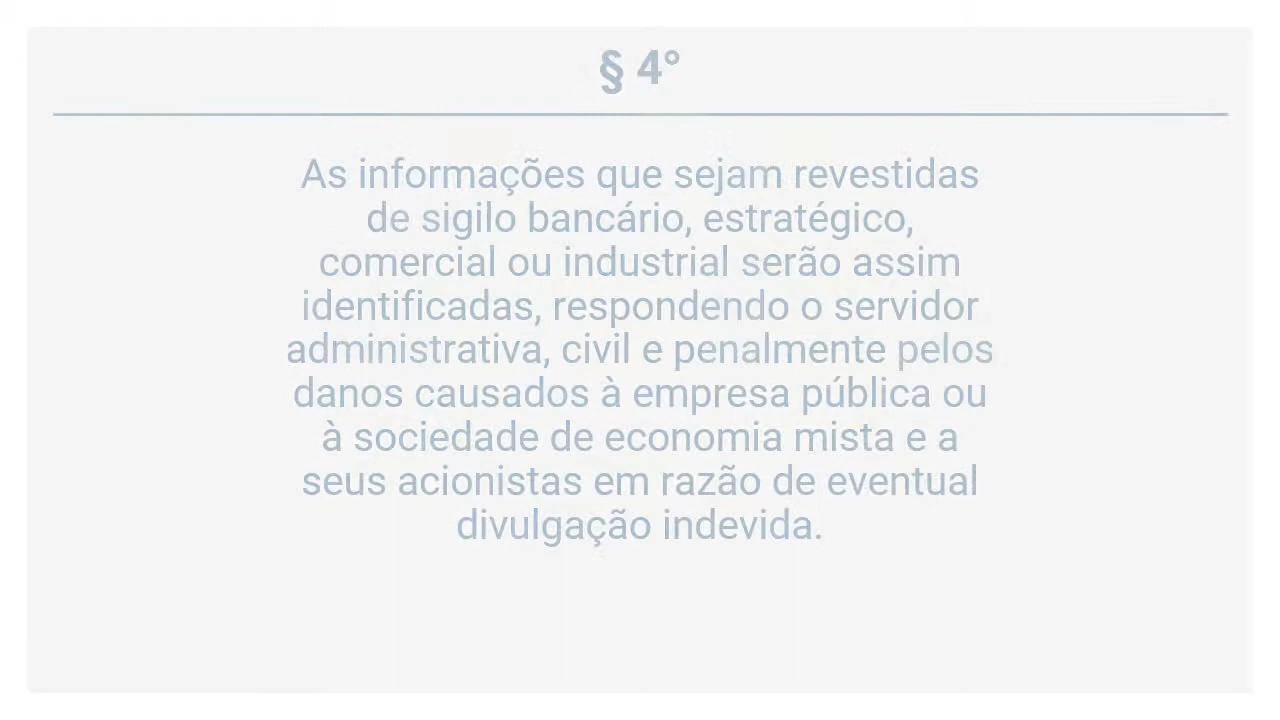 § 4°
As informações que sejam revestidas
de sigilo bancário, estratégico,
comercial ou industrial serão assim
identificadas, respondendo o servidor
administrativa, civil e penalmente pelos
danos causados à empresa pública ou
à sociedade de economia mista e a
seus acionistas em razão de eventual
divulgação indevida.